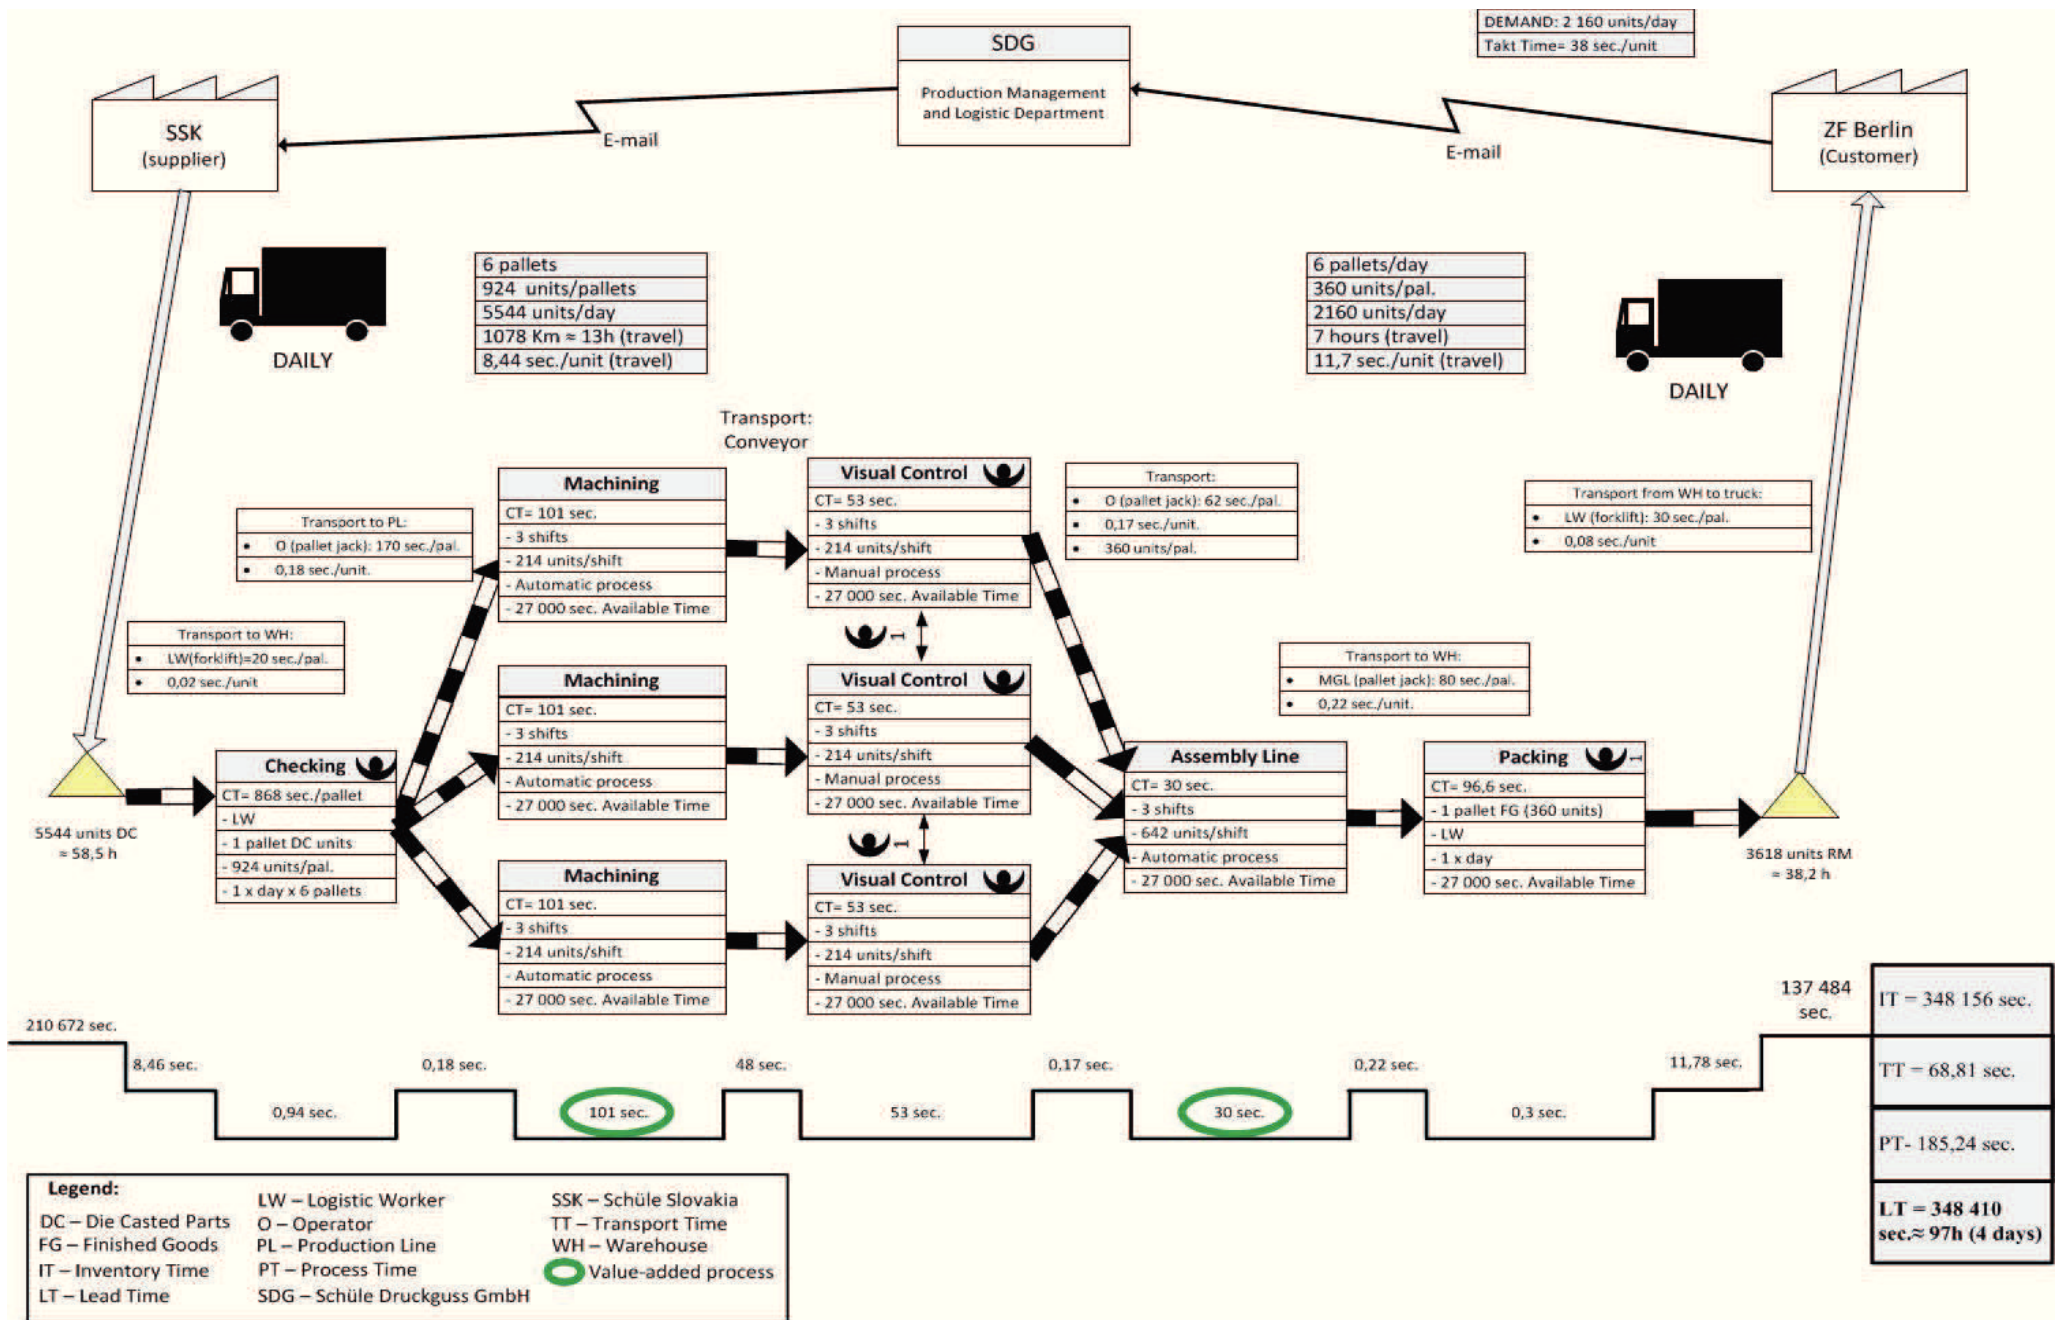 DEMAND: 2 160 units/day
Takt Time= 38 sec./unit
SDG
Production Management
and Logistic Department
SSK
(supplier)
E-mail
E-mail
ZF Berlin
(Customer)
DAILY
6 pallets
924 units/pallets
5544 units/day
1078 Km ≈ 13h (travel)
8,44 sec./unit (travel)
6 pallets/day
360 units/pal.
2160 units/day
7 hours (travel)
11,7 sec./unit (travel)
DAILY
Transport:
Conveyor
Transport to PL:
• O (pallet jack): 170 sec./pal.
• 0,18 sec./unit.
Machining
CT= 101 sec.
- 3 shifts
- 214 units/shift
- Automatic process
- 27 000 sec. Available Time
Visual Control
CT= 53 sec.
- 3 shifts
- 214 units/shift
- Manual process
- 27 000 sec. Available Time
Transport:
• O (pallet jack): 62 sec./pal.
• 0,17 sec./unit.
• 360 units/pal.
Transport from WH to truck:
• LW (forklift): 30 sec./pal.
• 0,08 sec./unit
Transport to WH:
• LW(forklift)=20 sec./pal.
• 0,02 sec./unit
1
Machining
CT= 101 sec.
- 3 shifts
- 214 units/shift
- Automatic process
- 27 000 sec. Available Time
Visual Control
CT= 53 sec.
- 3 shifts
- 214 units/shift
- Manual process
- 27 000 sec. Available Time
Transport to WH:
• MGL (pallet jack): 80 sec./pal.
• 0,22 sec./unit.
5544 units DC
≈ 58,5 h
Checking
CT= 868 sec./pallet
- LW
- 1 pallet DC units
- 924 units/pal.
- 1 x day x 6 pallets
1
Machining
CT= 101 sec.
- 3 shifts
- 214 units/shift
- Automatic process
- 27 000 sec. Available Time
Visual Control
CT= 53 sec.
- 3 shifts
- 214 units/shift
- Manual process
- 27 000 sec. Available Time
Assembly Line
CT= 30 sec.
- 3 shifts
- 642 units/shift
- Automatic process
- 27 000 sec. Available Time
Packing
1
CT= 96,6 sec.
- 1 pallet FG (360 units)
- LW
- 1 x day
- 27 000 sec. Available Time
3618 units RM
≈ 38,2 h
210 672 sec.
8,46 sec.
0,94 sec.
0,18 sec.
101 sec.
48 sec.
53 sec.
0,17 sec.
30 sec.
0,22 sec.
0,3 sec.
11,78 sec.
137 484
sec.
IT = 348 156 sec.
TT = 68,81 sec.
PT- 185,24 sec.
LT = 348 410
sec.≈ 97h (4 days)
Legend:
DC – Die Casted Parts
FG – Finished Goods
IT – Inventory Time
LT – Lead Time
LW – Logistic Worker
O – Operator
PL – Production Line
PT – Process Time
SDG – Schüle Druckguss GmbH
SSK – Schüle Slovakia
TT – Transport Time
WH – Warehouse
Value-added process